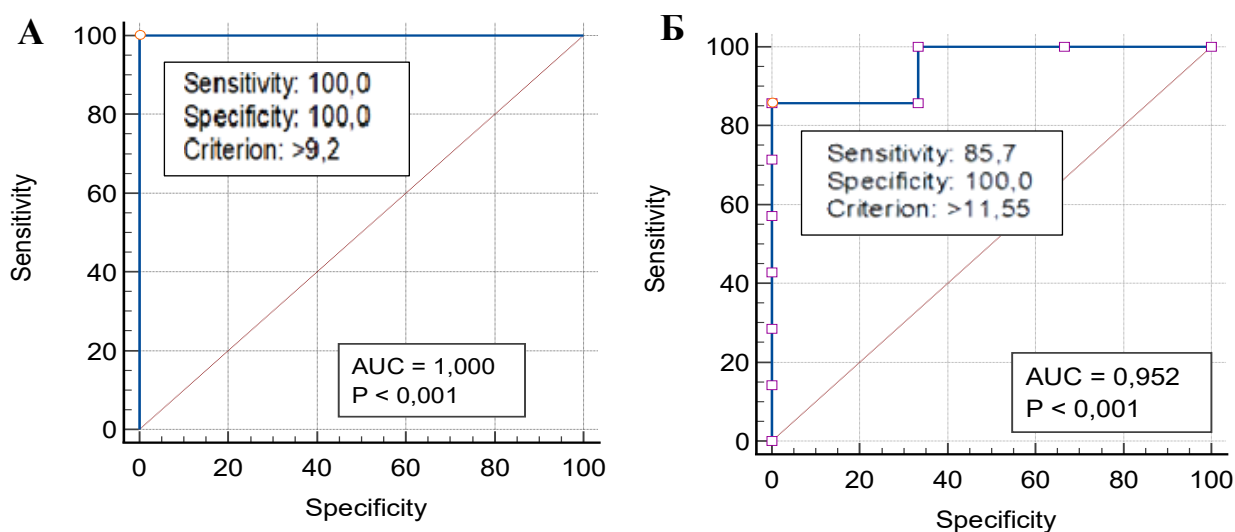 А
100
80
60
40
20
0
Sensitivity
Sensitivity: 100,0
Specificity: 100,0
Criterion: >9,2
AUC = 1,000
P < 0,001
0 20 40 60 80 100
Specificity
Б
100
80
60
40
20
0
Sensitivity
Sensitivity: 85,7
Specificity: 100,0
Criterion: >11,55
AUC = 0,952
P < 0,001
0 20 40 60 80 100
Specificity